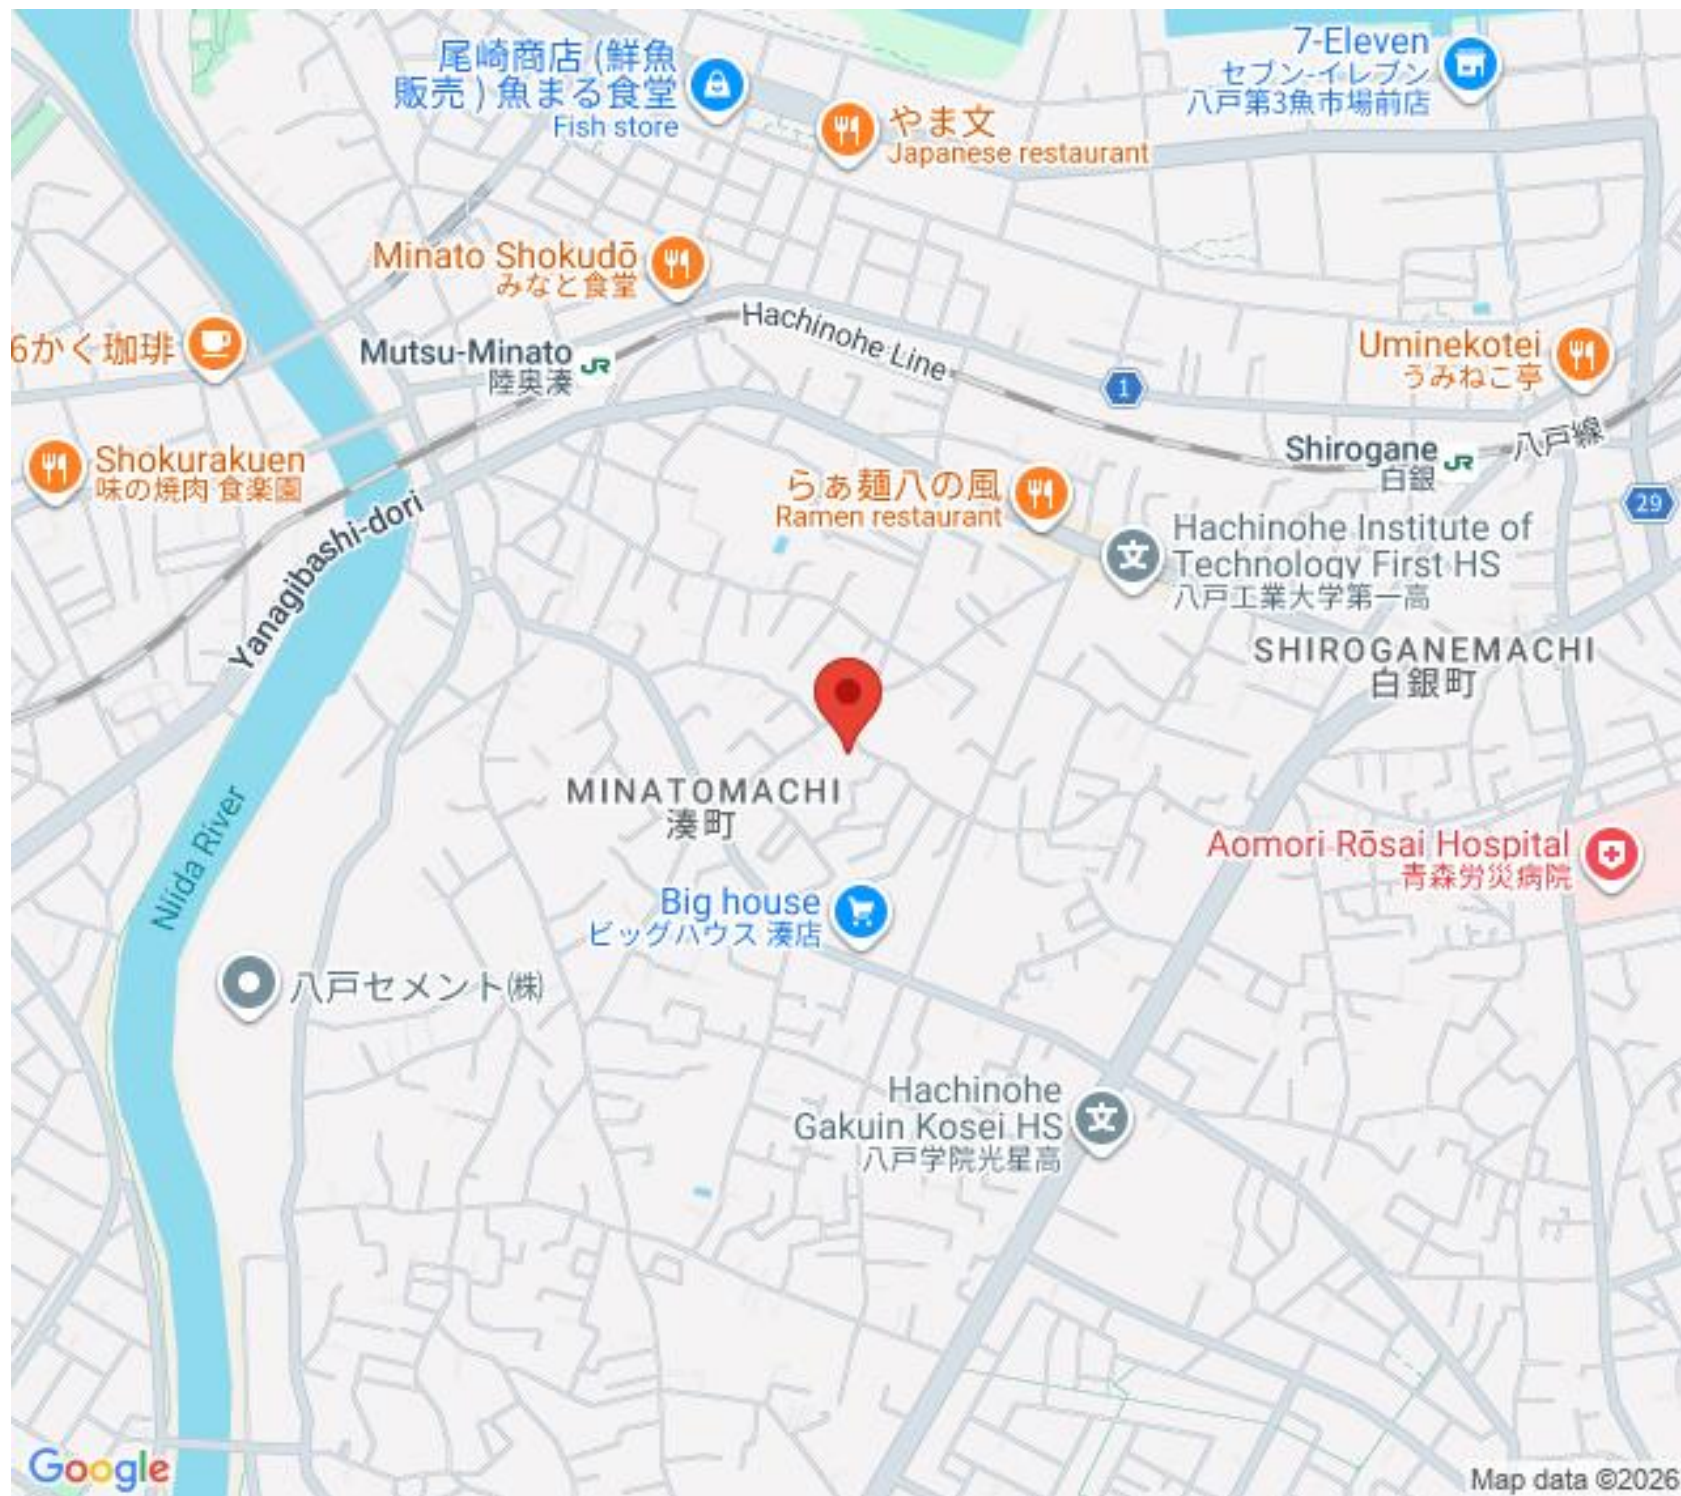 尾崎商店 (鮮魚
販売 ) 魚まる食堂
Fish store
7-Eleven
セブン-イレブン
八戸第3魚市場前店
やま文
Japanese restaurant
Minato Shokudō
みなと食堂
Hachinohe Line
6かく珈琲
Mutsu-Minato
陸奥湊
JR
1
Uminekotei
うみねこ亭
Shokurakuen
味の焼肉 食楽園
Shirogane
白銀
JR
八戸線
29
らぁ麺八の風
Ramen restaurant
Yanagibashi-dori
文
Hachinohe Institute of
Technology First HS
八戸工業大学第一高
SHIROGANEMACHI
白銀町
MINATOMACHI
湊町
Niida River
Aomori Rōsai Hospital
青森労災病院
Big house
ビッグハウス 湊店
八戸セメント㈱
Hachinohe
Gakuin Kosei HS
八戸学院光星高
文
Google
Map data ©2026